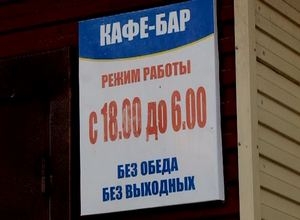 КАФЕ-БАР
РЕЖИМ РАБОТЫ
С 18.00 ДО 6.00
БЕЗ ОБЕДА
БЕЗ ВЫХОДНЫХ